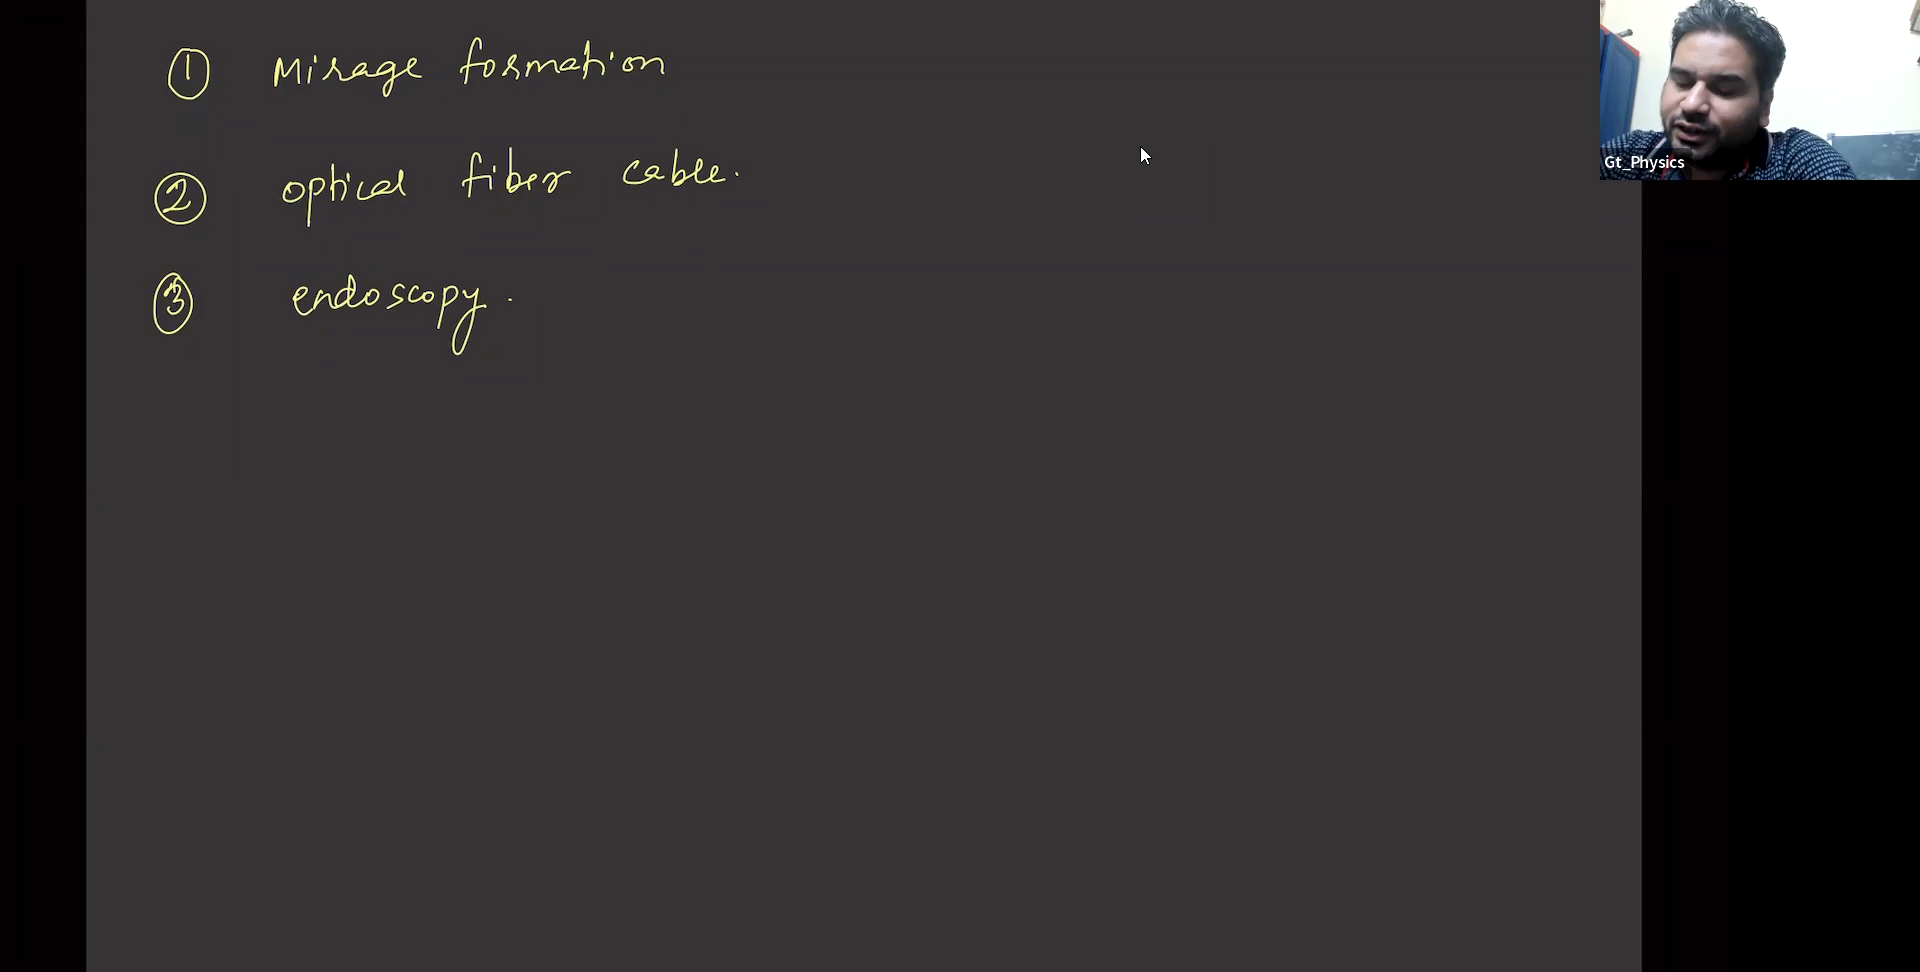 ① Mirage formation
② optical fiber cable.
③ endoscopy.
Gt_Physics